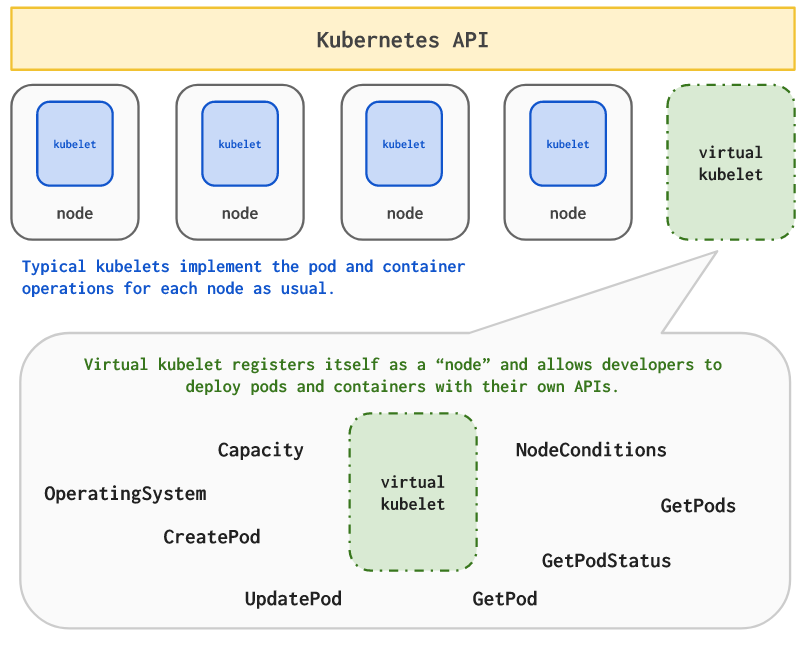 Kubernetes API
kubelet
kubelet
kubelet
kubelet
virtual
kubelet
node
node
node
node
Typical kubelets implement the pod and container
operations for each node as usual.
Virtual kubelet registers itself as a “node” and allows developers to
deploy pods and containers with their own APIs.
Capacity
NodeConditions
virtual
kubelet
OperatingSystem
GetPods
CreatePod
GetPodStatus
UpdatePod
GetPod